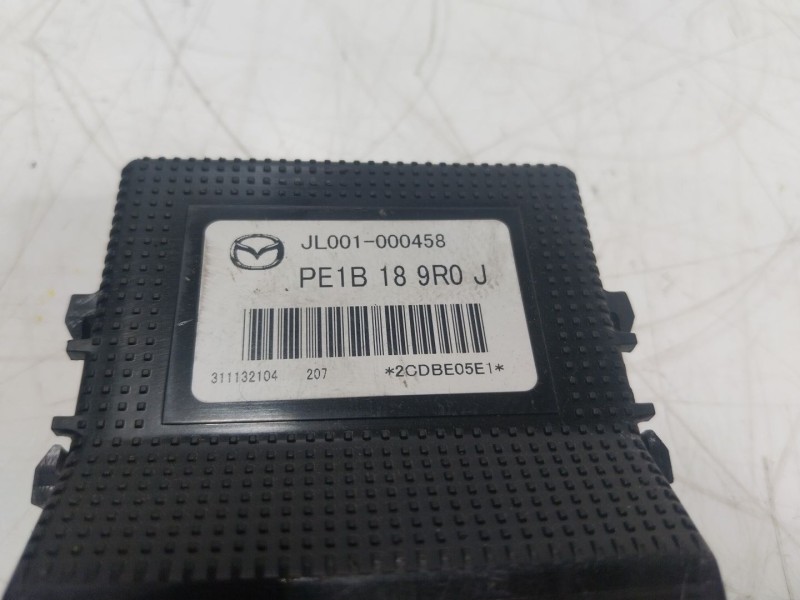 JL001-000458
PE1B 18 9R0 J
311132104 207 *2CDBE05E1*